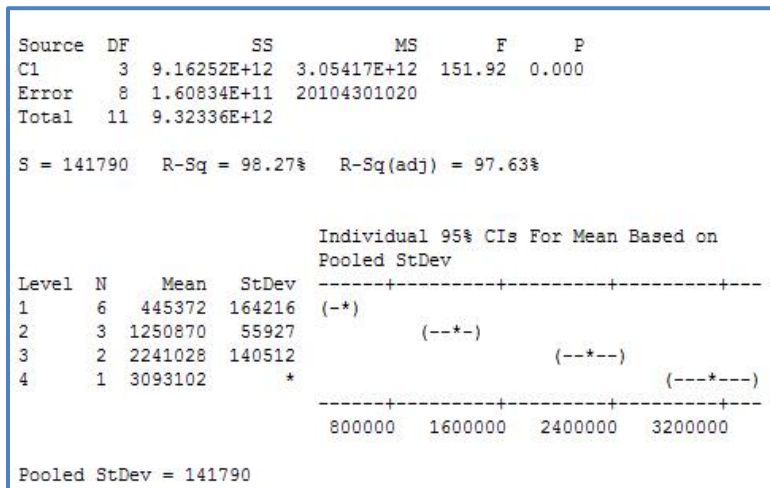 Source  DF           SS           MS       F      P
C1       3  9.16252E+12  3.05417E+12  151.92  0.000
Error    8  1.60834E+11  20104301020
Total   11  9.32336E+12
S = 141790   R-Sq = 98.27%   R-Sq(adj) = 97.63%
Individual 95% CIs For Mean Based on
Pooled StDev
Level  N     Mean   StDev  ------+---------+---------+---------+---
1      6   445372  164216  (-*)
2      3  1250870   55927           (--*-)
3      2  2241028  140512                       (--*--)
4      1  3093102       *                                 (---*---)
------+---------+---------+---------+---
800000   1600000   2400000   3200000
Pooled StDev = 141790